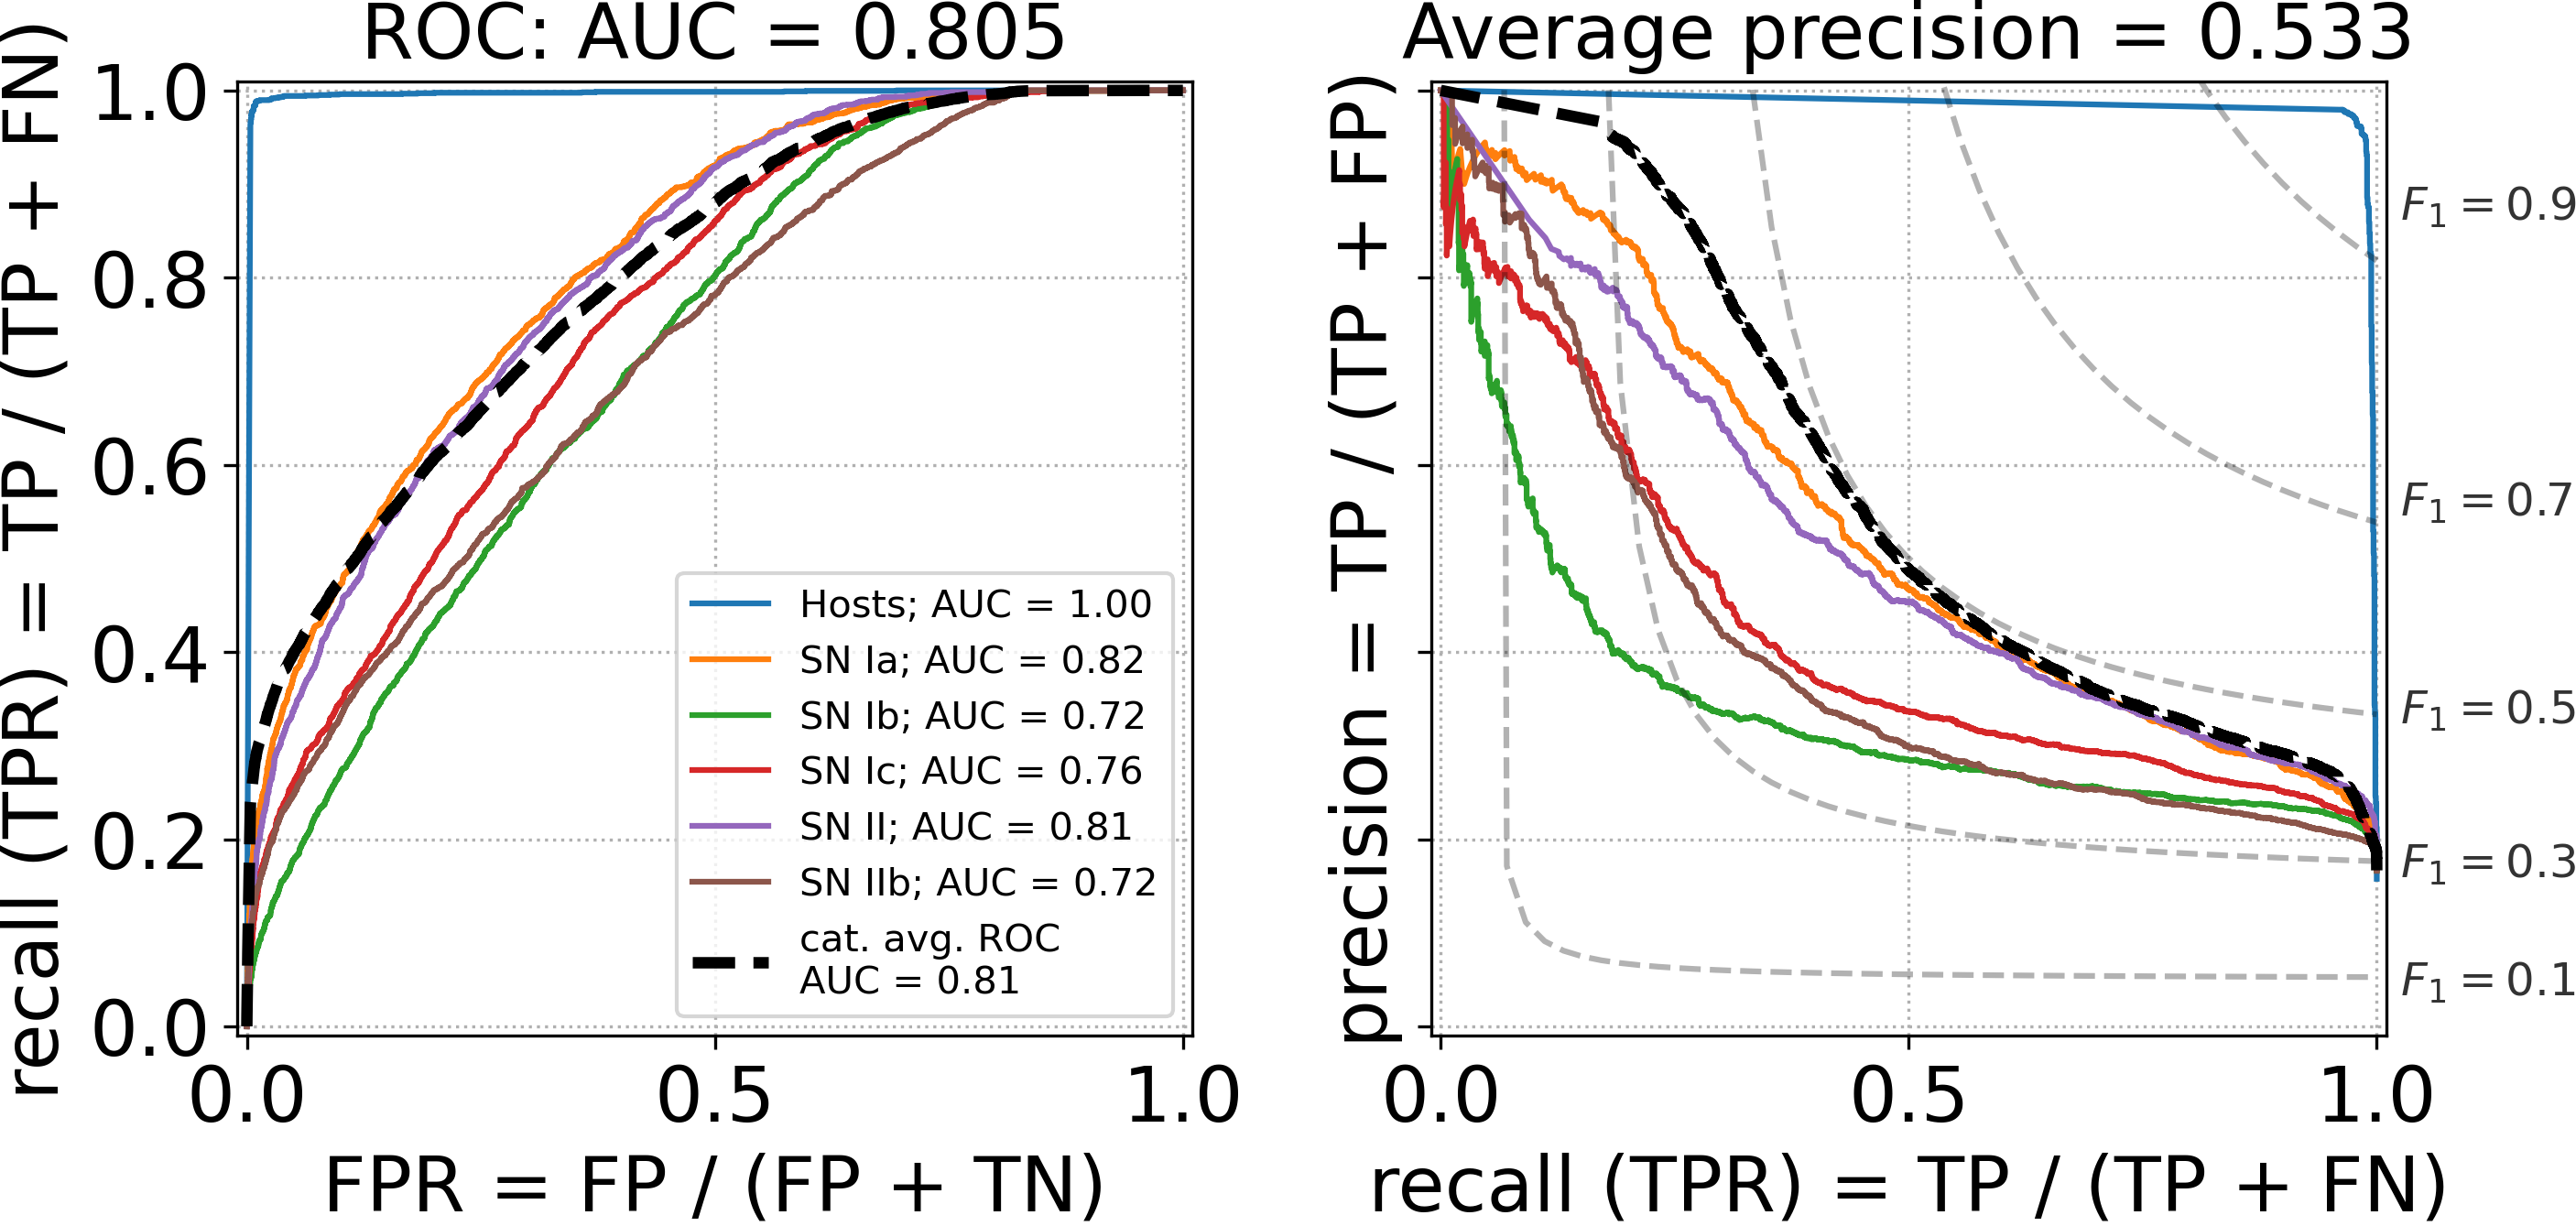 ROC: AUC = 0.805
recall (TPR) = TP / (TP + FN)
1.0
0.8
0.6
0.4
0.2
0.0
0.0
0.5
1.0
FPR = FP / (FP + TN)
Hosts; AUC = 1.00
SN Ia; AUC = 0.82
SN Ib; AUC = 0.72
SN Ic; AUC = 0.76
SN II; AUC = 0.81
SN IIb; AUC = 0.72
cat. avg. ROC
AUC = 0.81
Average precision = 0.533
precision = TP / (TP + FP)
F₁ = 0.9
F₁ = 0.7
F₁ = 0.5
F₁ = 0.3
F₁ = 0.1
0.0
0.5
1.0
recall (TPR) = TP / (TP + FN)